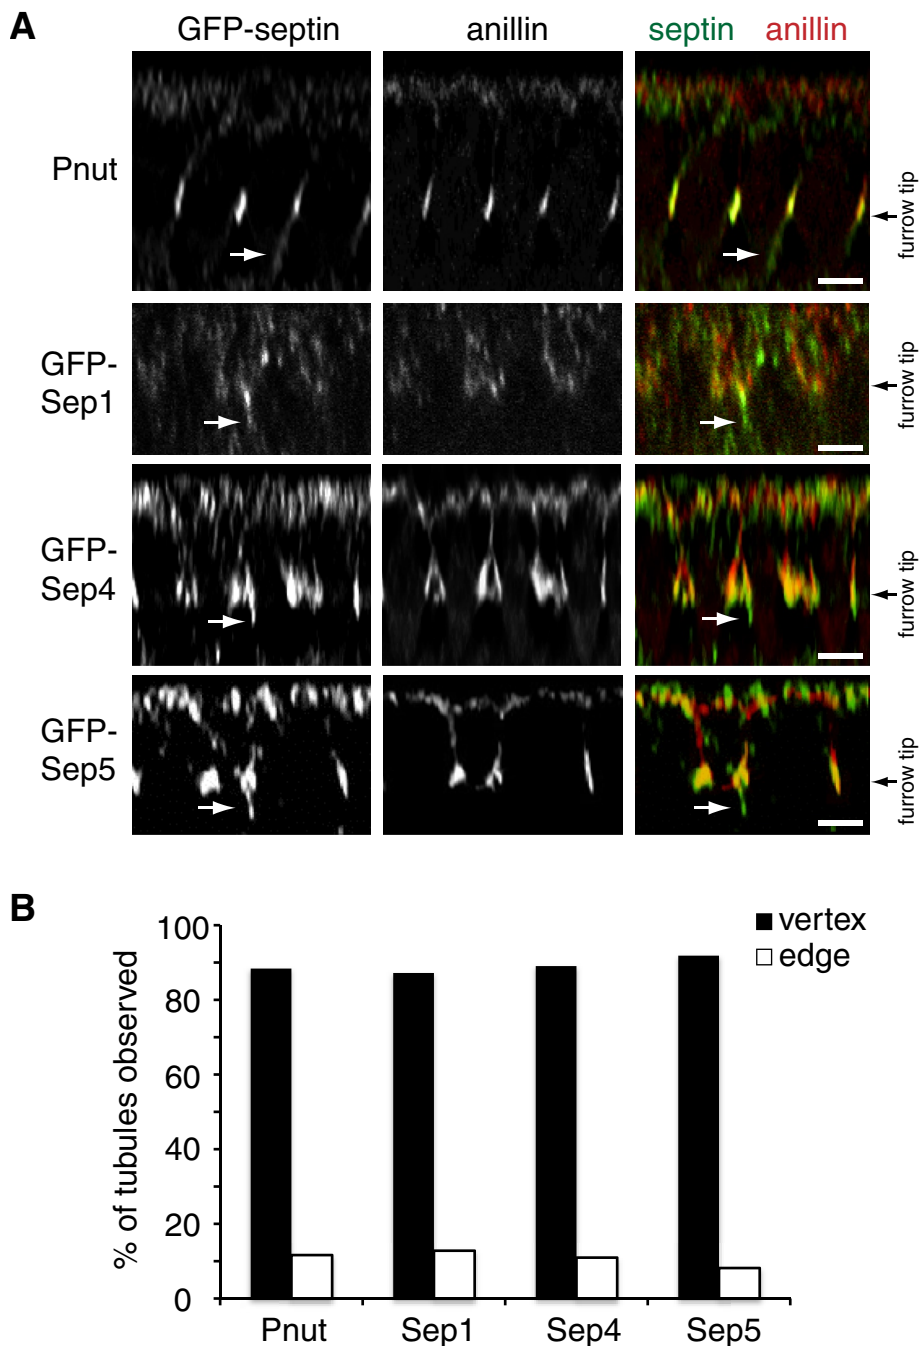 A
GFP-septin anillin septin anillin
Pnut
furrow tip
GFP-
Sep1
furrow tip
GFP-
Sep4
furrow tip
GFP-
Sep5
furrow tip
B
vertex
edge
% of tubules observed
100
80
60
40
20
0
Pnut Sep1 Sep4 Sep5